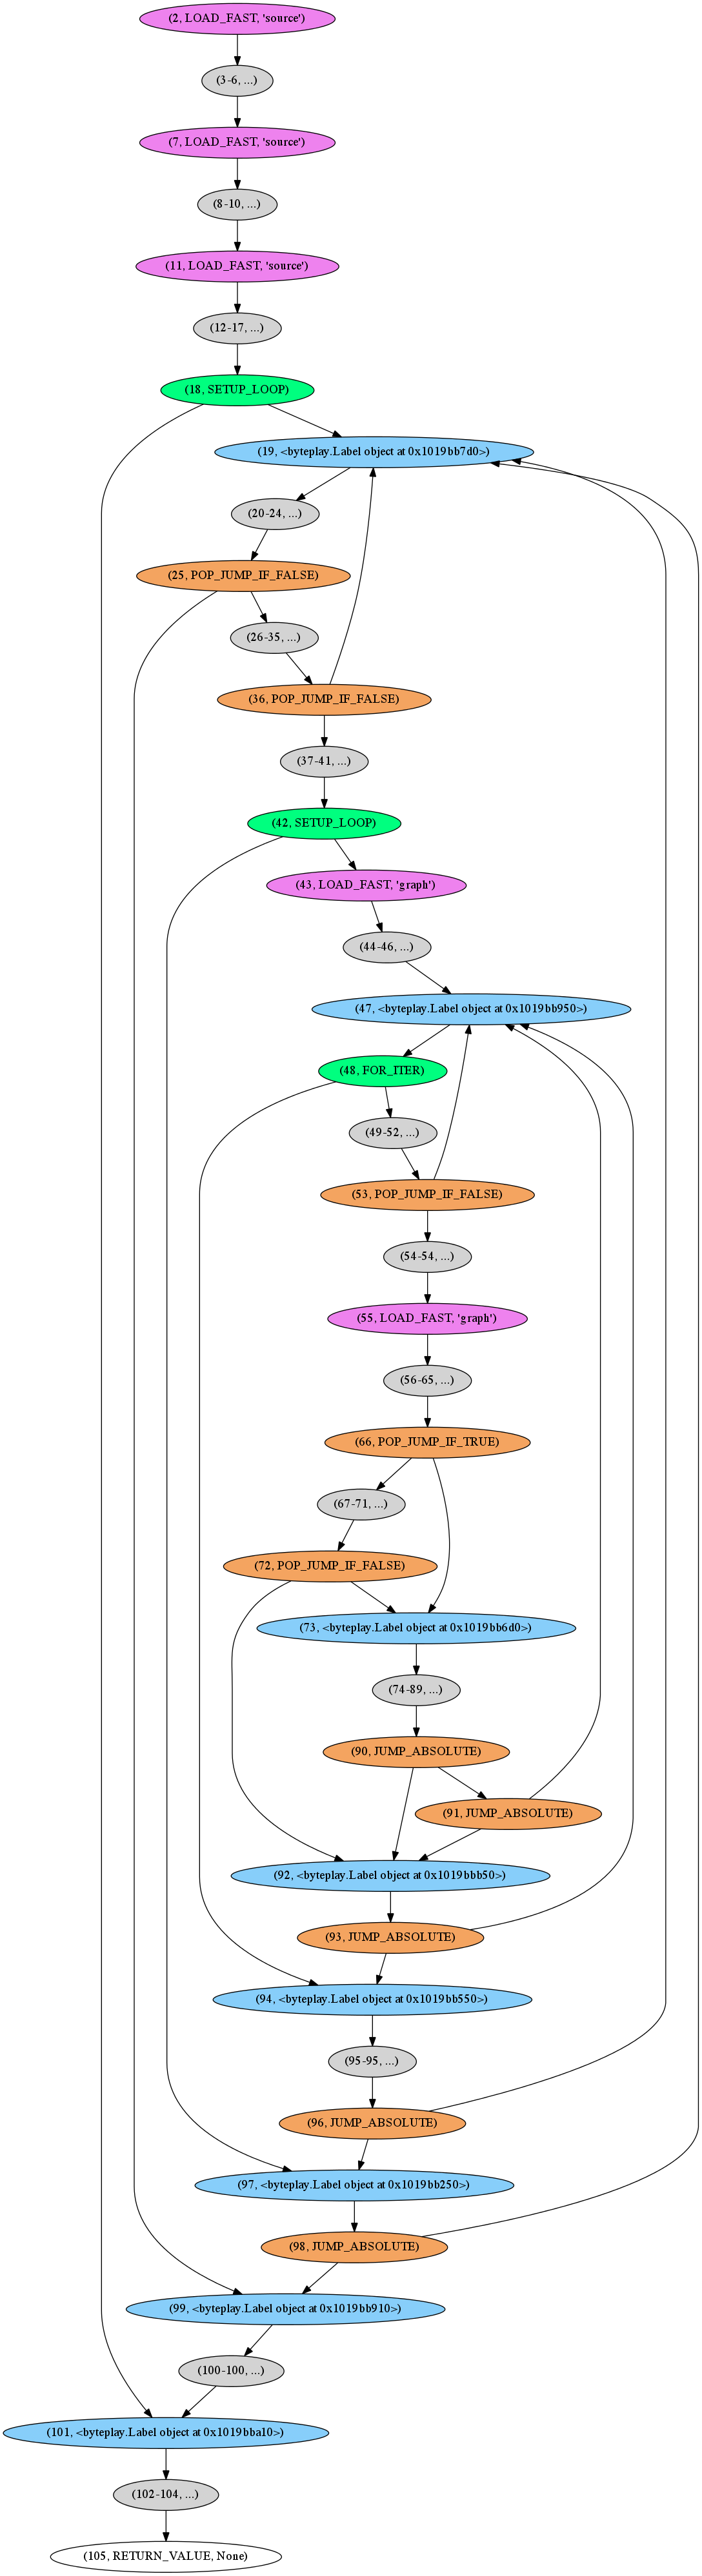 (2, LOAD_FAST, 'source')
(3-6, ...)
(7, LOAD_FAST, 'source')
(8-10, ...)
(11, LOAD_FAST, 'source')
(12-17, ...)
(18, SETUP_LOOP)
(19, <byteplay.Label object at 0x1019bb7d0>)
(20-24, ...)
(25, POP_JUMP_IF_FALSE)
(26-35, ...)
(36, POP_JUMP_IF_FALSE)
(37-41, ...)
(42, SETUP_LOOP)
(43, LOAD_FAST, 'graph')
(44-46, ...)
(47, <byteplay.Label object at 0x1019bb950>)
(48, FOR_ITER)
(49-52, ...)
(53, POP_JUMP_IF_FALSE)
(54-54, ...)
(55, LOAD_FAST, 'graph')
(56-65, ...)
(66, POP_JUMP_IF_TRUE)
(67-71, ...)
(72, POP_JUMP_IF_FALSE)
(73, <byteplay.Label object at 0x1019bb6d0>)
(74-89, ...)
(90, JUMP_ABSOLUTE)
(91, JUMP_ABSOLUTE)
(92, <byteplay.Label object at 0x1019bbb50>)
(93, JUMP_ABSOLUTE)
(94, <byteplay.Label object at 0x1019bb550>)
(95-95, ...)
(96, JUMP_ABSOLUTE)
(97, <byteplay.Label object at 0x1019bb250>)
(98, JUMP_ABSOLUTE)
(99, <byteplay.Label object at 0x1019bb910>)
(100-100, ...)
(101, <byteplay.Label object at 0x1019bba10>)
(102-104, ...)
(105, RETURN_VALUE, None)